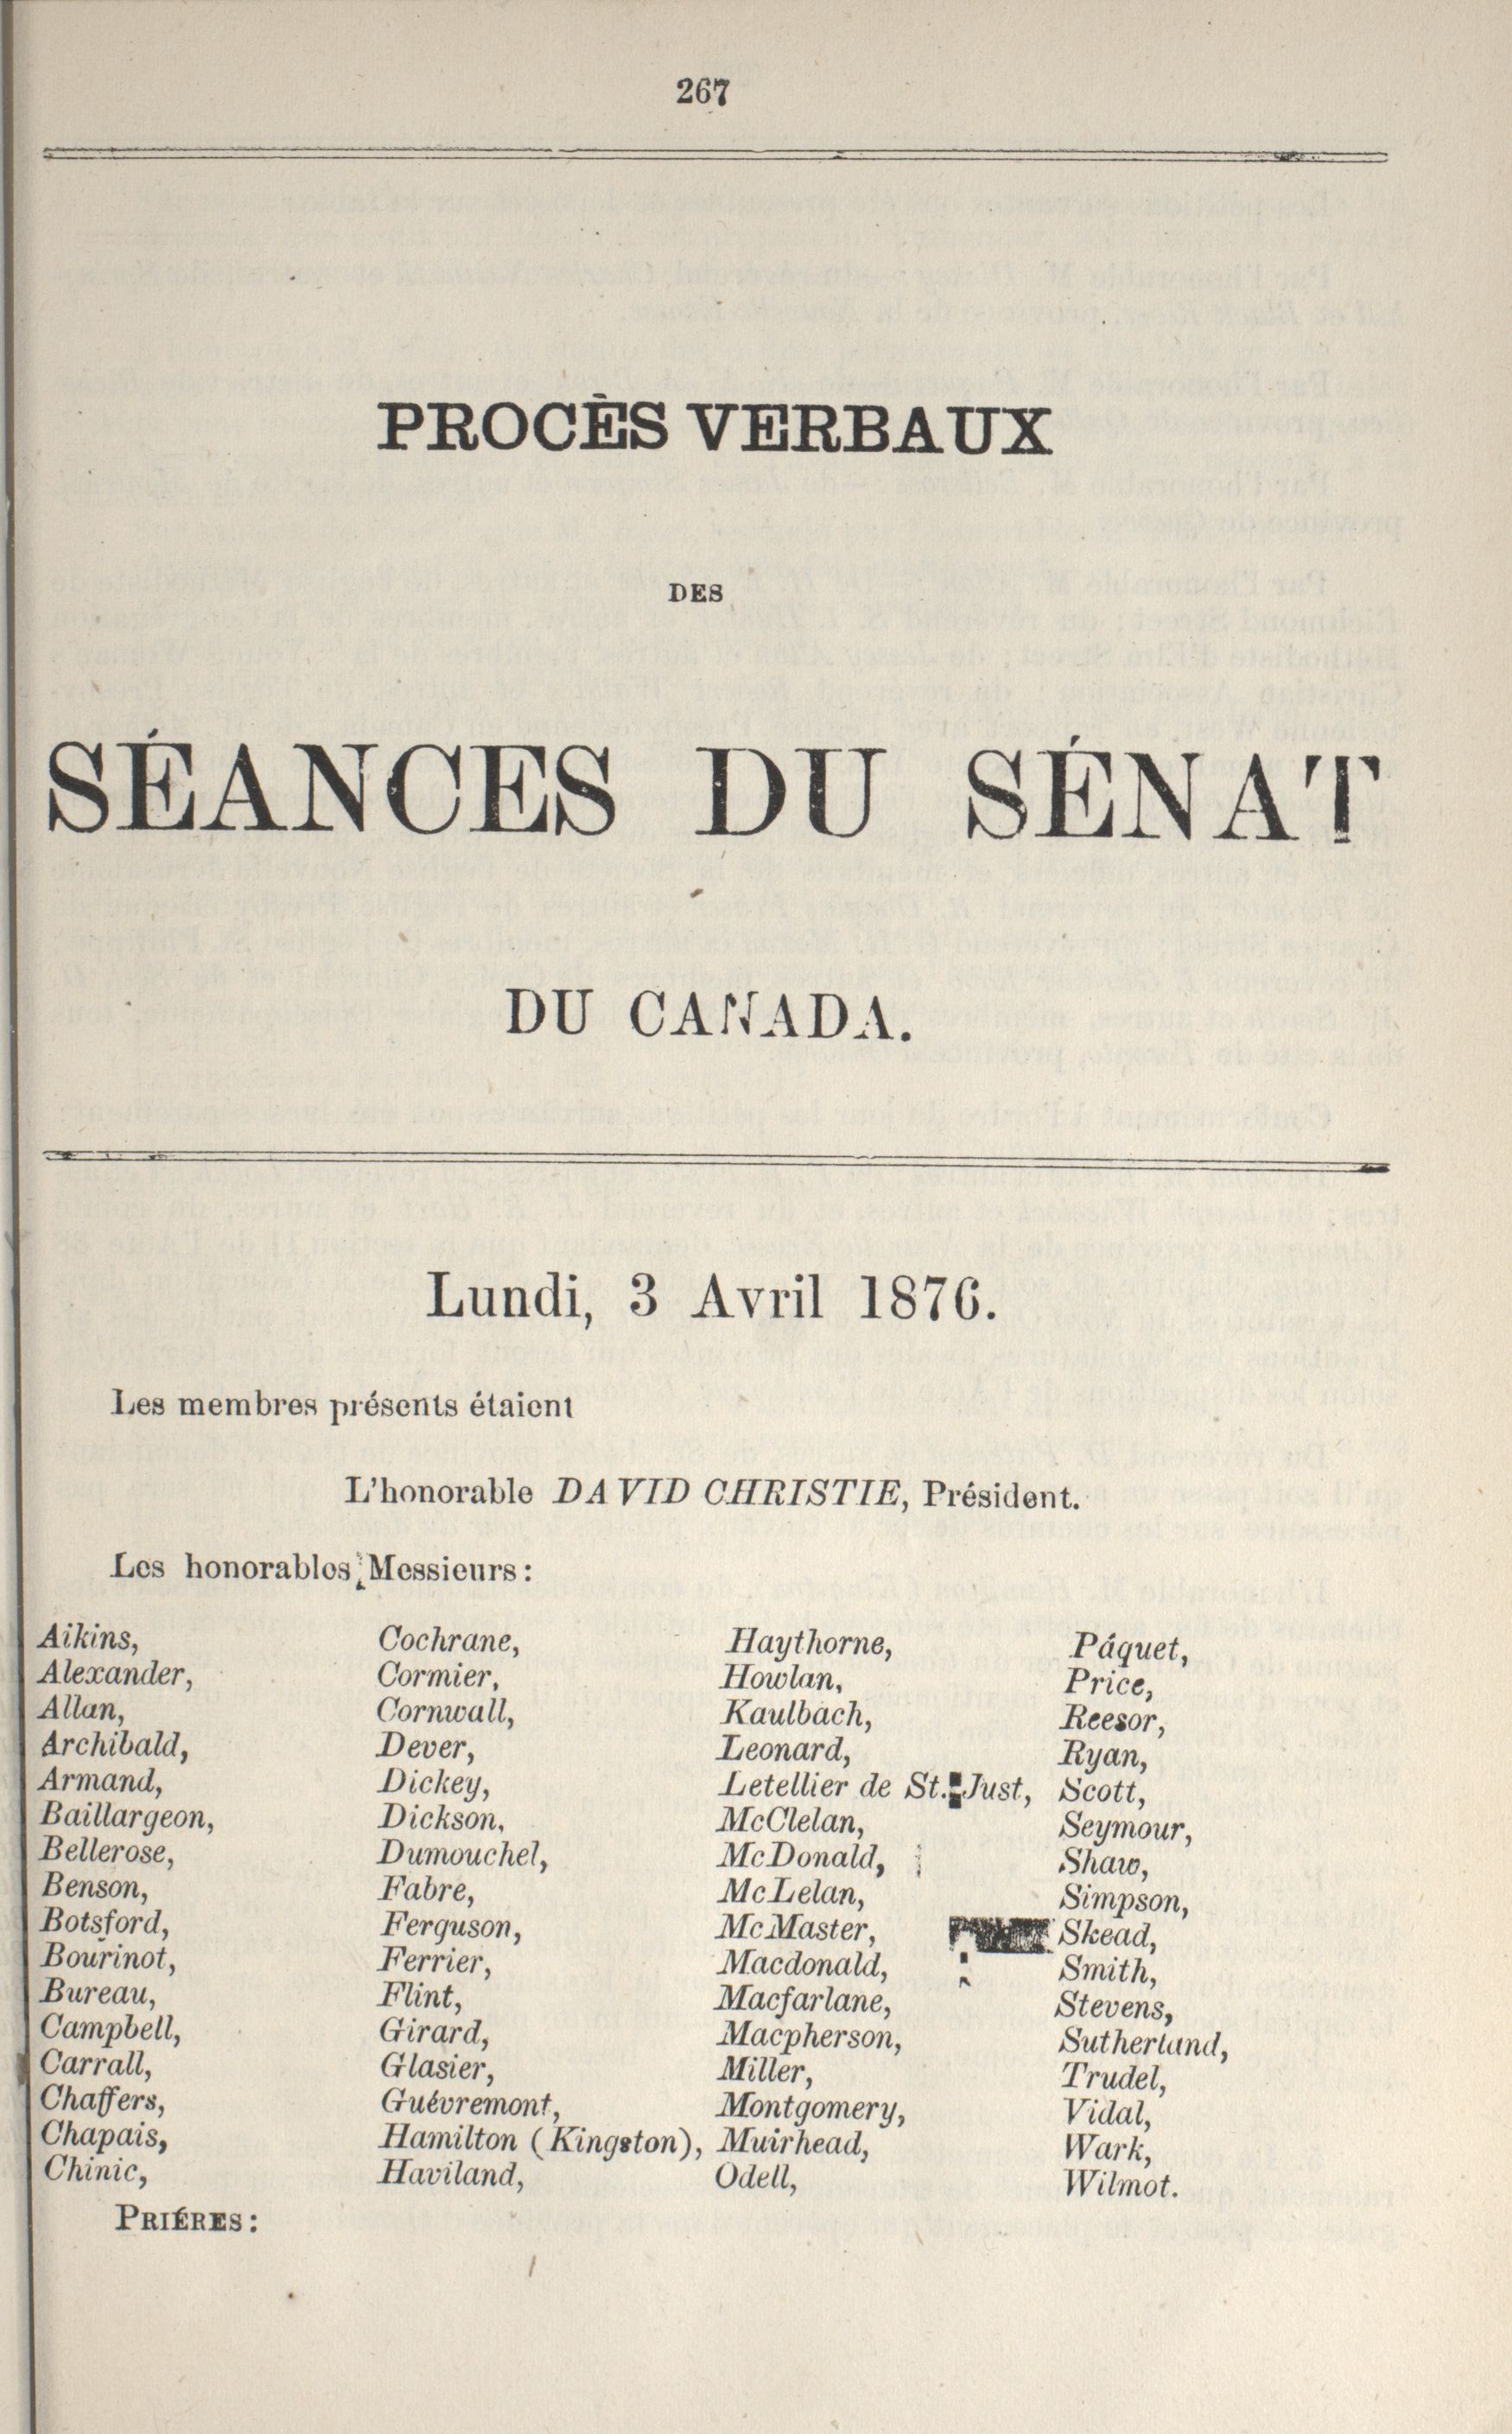 267
PROCÈS VERBAUX
DES
SÉANCES DU SÉNAT
DU CANADA.
Lundi, 3 Avril 1876.
Les membres présents étaient
L'honorable DAVID CHRISTIE, Président.
Les honorables Messieurs:
Aikins,
Alexander,
Allan,
Archibald,
Armand,
Baillargeon,
Bellerose,
Benson,
Botsford,
Bourinot,
Bureau,
Campbell,
Carrall,
Chaffers,
Chapais,
Chinic,
Cochrane,
Cormier,
Cornwall,
Dever,
Dickey,
Dickson,
Dumouchel,
Fabre,
Ferguson,
Ferrier,
Flint,
Girard,
Glasier,
Guévremont,
Hamilton (Kingston),
Haviland,
Haythorne,
Howlan,
Kaulbach,
Leonard,
Letellier de St. Just,
McClelan,
McDonald,
McLelan,
McMaster,
Macdonald,
Macfarlane,
Macpherson,
Miller,
Montgomery,
Muirhead,
Odell,
Páquet,
Price,
Reesor,
Ryan,
Scott,
Seymour,
Shaw,
Simpson,
Skead,
Smith,
Stevens,
Sutherland,
Trudel,
Vidal,
Wark,
Wilmot.
PRIÉRES: